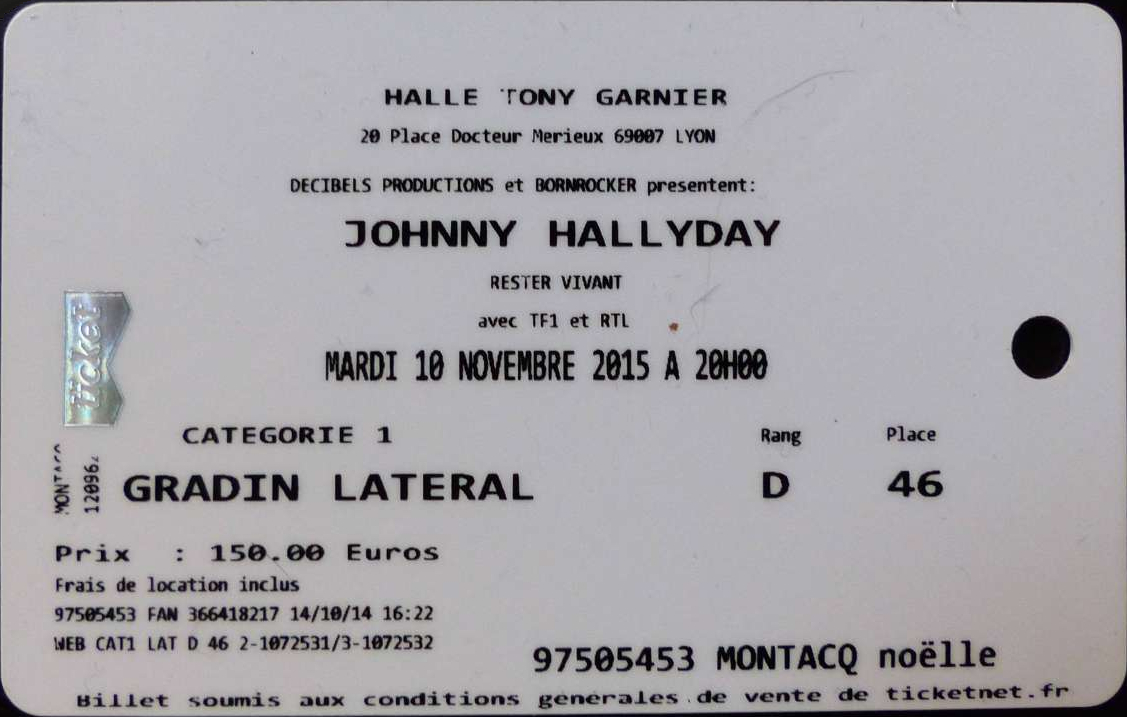 HALLE TONY GARNIER
20 Place Docteur Merieux 69007 LYON
DECIBELS PRODUCTIONS et BORNROCKER presentent:
JOHNNY HALLYDAY
RESTER VIVANT
avec TF1 et RTL
MARDI 10 NOVEMBRE 2015 A 20H00
ticket
CATEGORIE 1
Rang Place
GRADIN LATERAL D 46
Prix : 150.00 Euros
Frais de location inclus
97505453 FAN 366418217 14/10/14 16:22
WEB CAT1 LAT D 46 2-1072531/3-1072532
97505453 MONTACQ noëlle
Billet soumis aux conditions generales de vente de ticketnet.fr